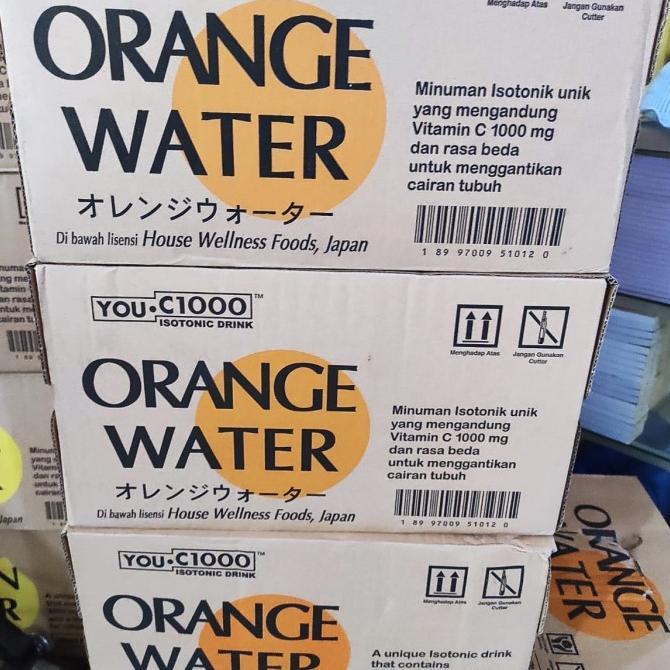 Menghadap Atas
Jangan Gunakan
Cutter
ORANGE
WATER
オレンジウォーター
Di bawah lisensi House Wellness Foods, Japan
Minuman Isotonik unik
yang mengandung
Vitamin C 1000 mg
dan rasa beda
untuk menggantikan
cairan tubuh
1 89 97009 51012 0
YOU•C1000™
ISOTONIC DRINK
Menghadap Atas
Jangan Gunakan
Cutter
ORANGE
WATER
オレンジウォーター
Di bawah lisensi House Wellness Foods, Japan
Minuman Isotonik unik
yang mengandung
Vitamin C 1000 mg
dan rasa beda
untuk menggantikan
cairan tubuh
1 89 97009 51012 0
YOU•C1000™
ISOTONIC DRINK
Menghadap Atas
Jangan Gunakan
Cutter
ORANGE
WATER
A unique Isotonic drink
that contains
ORANGE
WATER